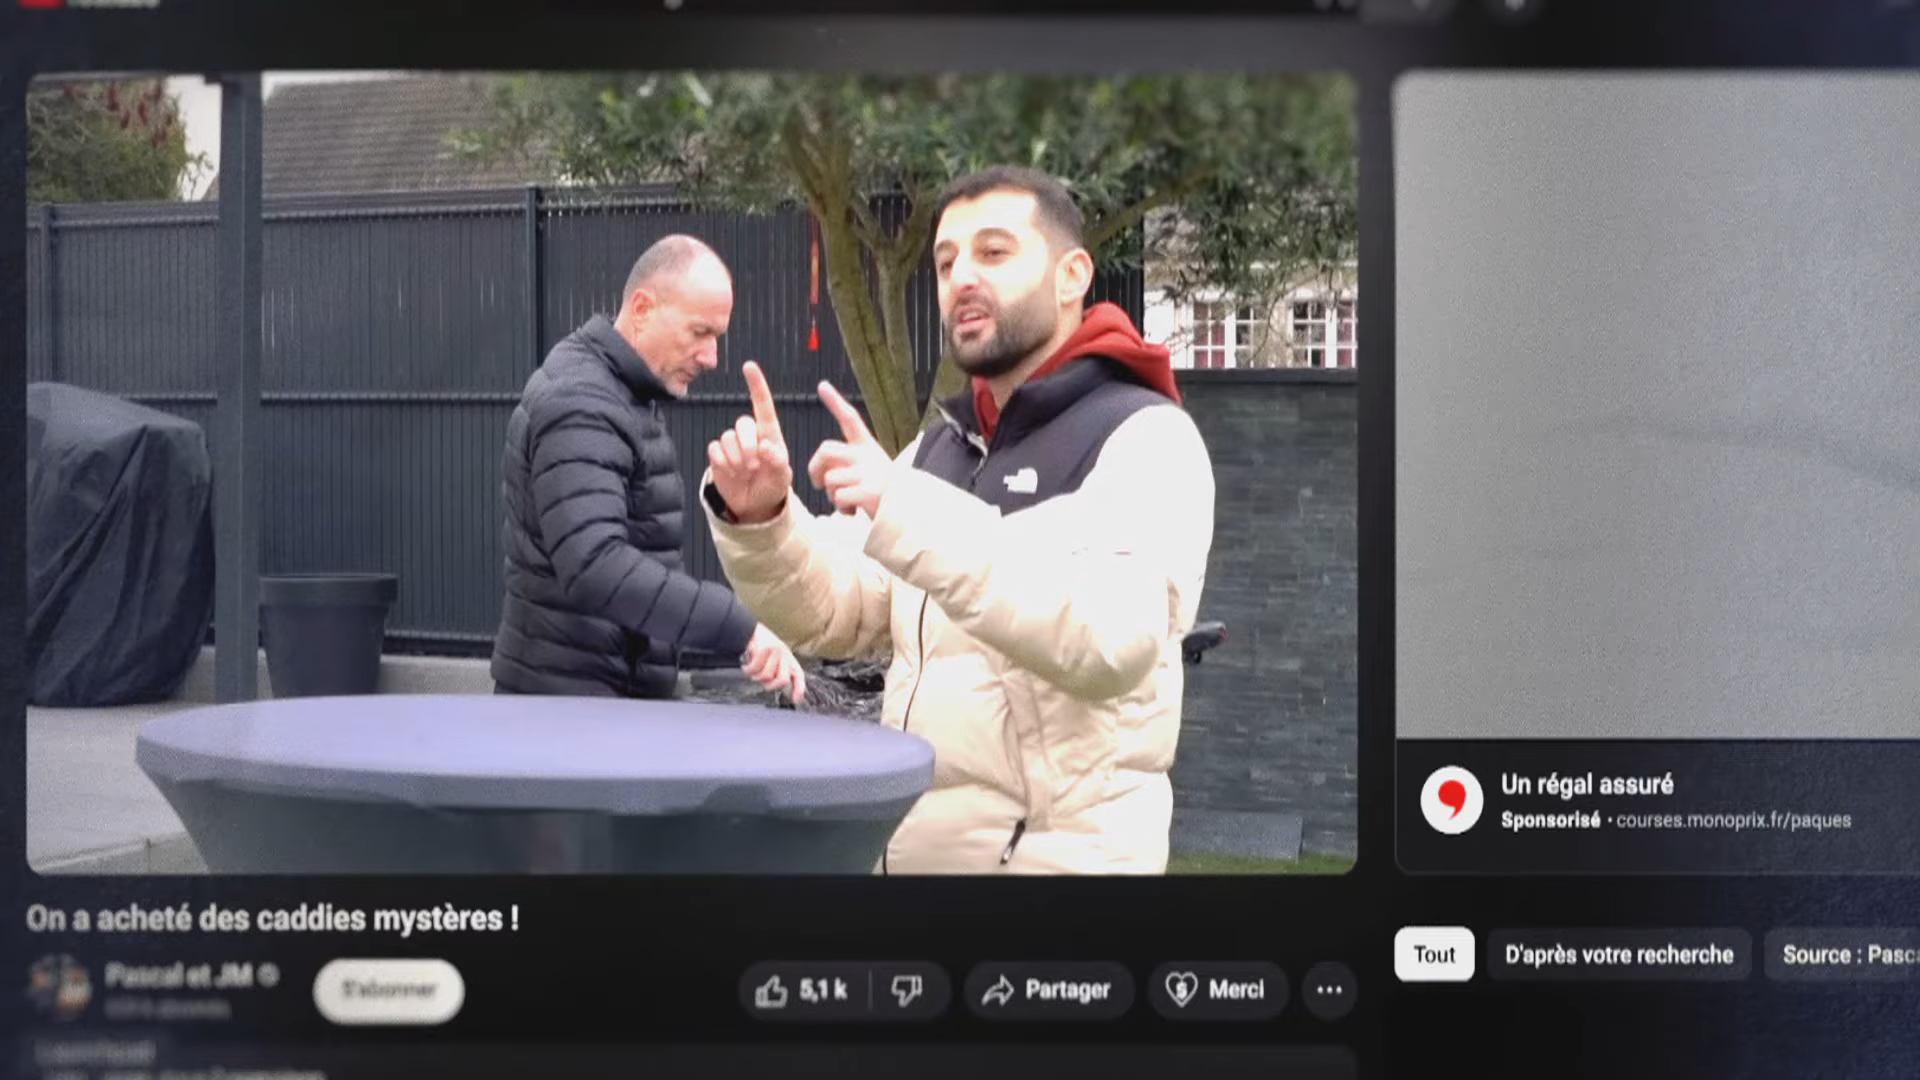 On a acheté des caddies mystères !
Pascal et JM
S'abonner
5,1 k
Partager
Merci
Un régal assuré
Sponsorisé · courses.monoprix.fr/paques
Tout
D'après votre recherche
Source : Pasc